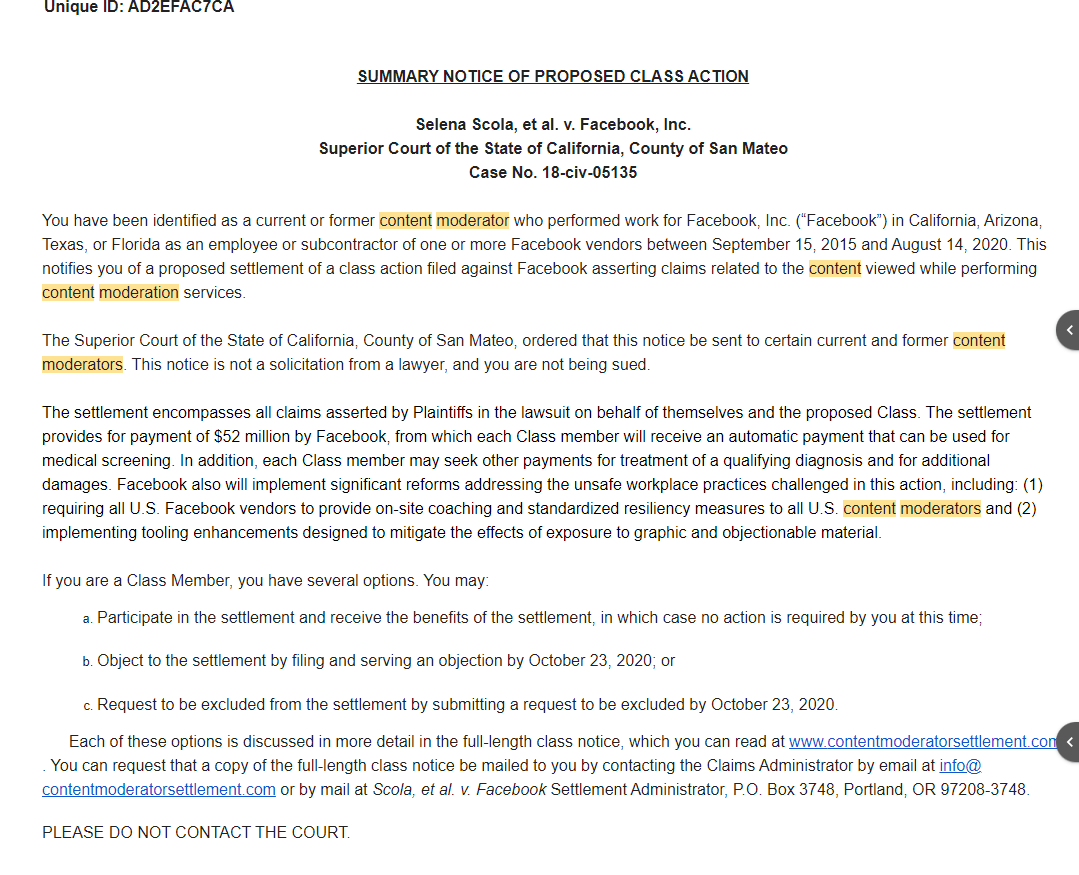 Unique ID: AD2EFAC7CA
SUMMARY NOTICE OF PROPOSED CLASS ACTION
Selena Scola, et al. v. Facebook, Inc.
Superior Court of the State of California, County of San Mateo
Case No. 18-civ-05135
You have been identified as a current or former content moderator who performed work for Facebook, Inc. (“Facebook”) in California, Arizona,
Texas, or Florida as an employee or subcontractor of one or more Facebook vendors between September 15, 2015 and August 14, 2020. This
notifies you of a proposed settlement of a class action filed against Facebook asserting claims related to the content viewed while performing
content moderation services.
The Superior Court of the State of California, County of San Mateo, ordered that this notice be sent to certain current and former content
moderators. This notice is not a solicitation from a lawyer, and you are not being sued.
The settlement encompasses all claims asserted by Plaintiffs in the lawsuit on behalf of themselves and the proposed Class. The settlement
provides for payment of $52 million by Facebook, from which each Class member will receive an automatic payment that can be used for
medical screening. In addition, each Class member may seek other payments for treatment of a qualifying diagnosis and for additional
damages. Facebook also will implement significant reforms addressing the unsafe workplace practices challenged in this action, including: (1)
requiring all U.S. Facebook vendors to provide on-site coaching and standardized resiliency measures to all U.S. content moderators and (2)
implementing tooling enhancements designed to mitigate the effects of exposure to graphic and objectionable material.
If you are a Class Member, you have several options. You may:
a. Participate in the settlement and receive the benefits of the settlement, in which case no action is required by you at this time;
b. Object to the settlement by filing and serving an objection by October 23, 2020; or
c. Request to be excluded from the settlement by submitting a request to be excluded by October 23, 2020.
Each of these options is discussed in more detail in the full-length class notice, which you can read at www.contentmoderatorsettlement.com
. You can request that a copy of the full-length class notice be mailed to you by contacting the Claims Administrator by email at info@
contentmoderatorsettlement.com or by mail at Scola, et al. v. Facebook Settlement Administrator, P.O. Box 3748, Portland, OR 97208-3748.
PLEASE DO NOT CONTACT THE COURT.